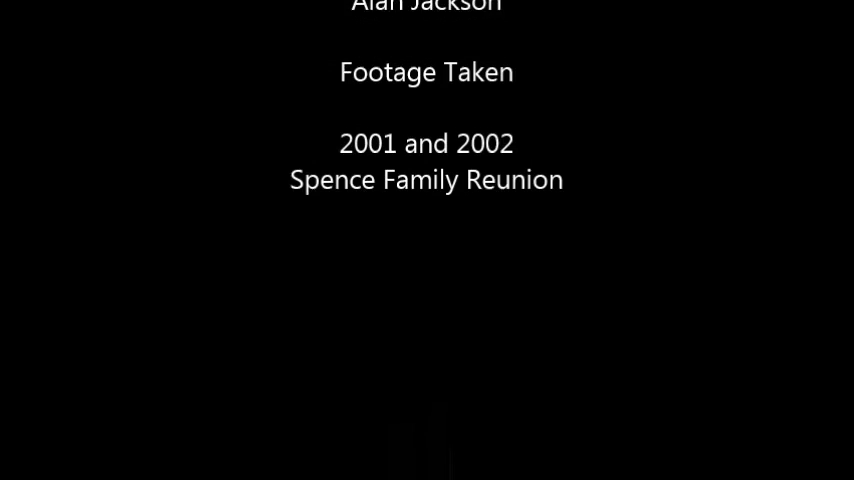 Alan Jackson
Footage Taken
2001 and 2002
Spence Family Reunion